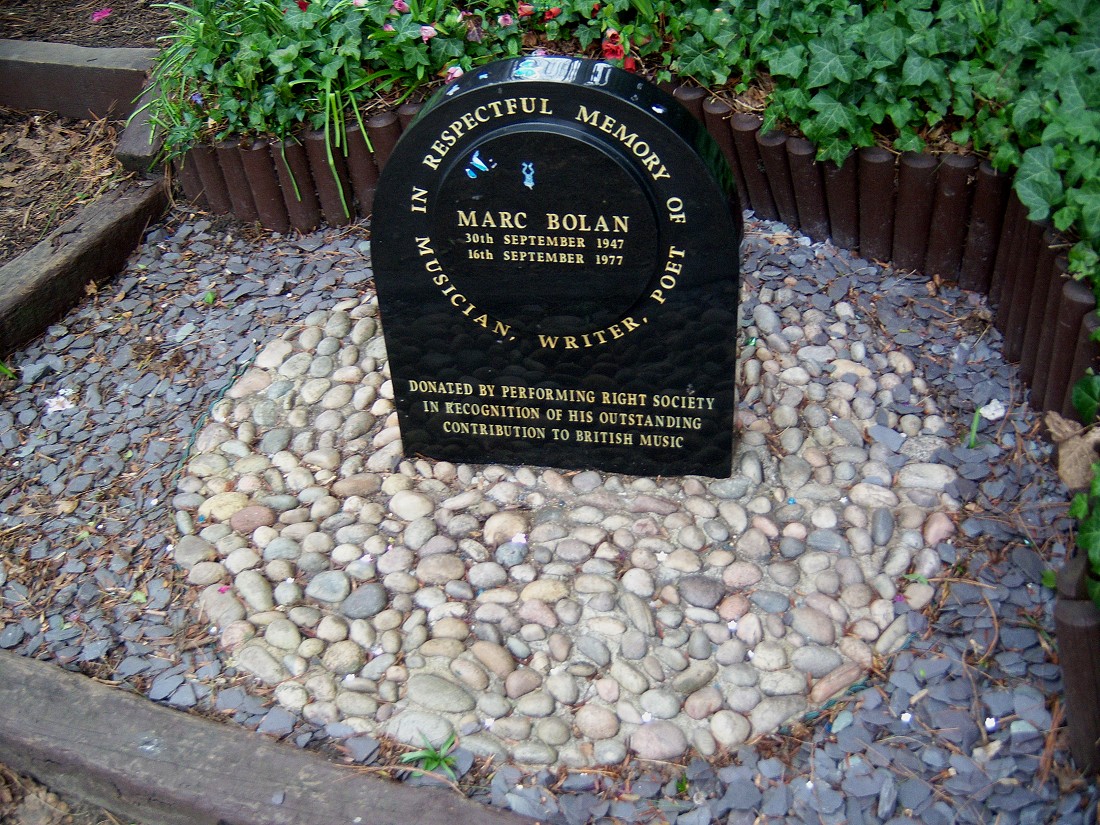 IN RESPECTFUL MEMORY OF
MARC BOLAN
30th SEPTEMBER 1947
16th SEPTEMBER 1977
MUSICIAN, WRITER, POET
DONATED BY PERFORMING RIGHT SOCIETY
IN RECOGNITION OF HIS OUTSTANDING
CONTRIBUTION TO BRITISH MUSIC